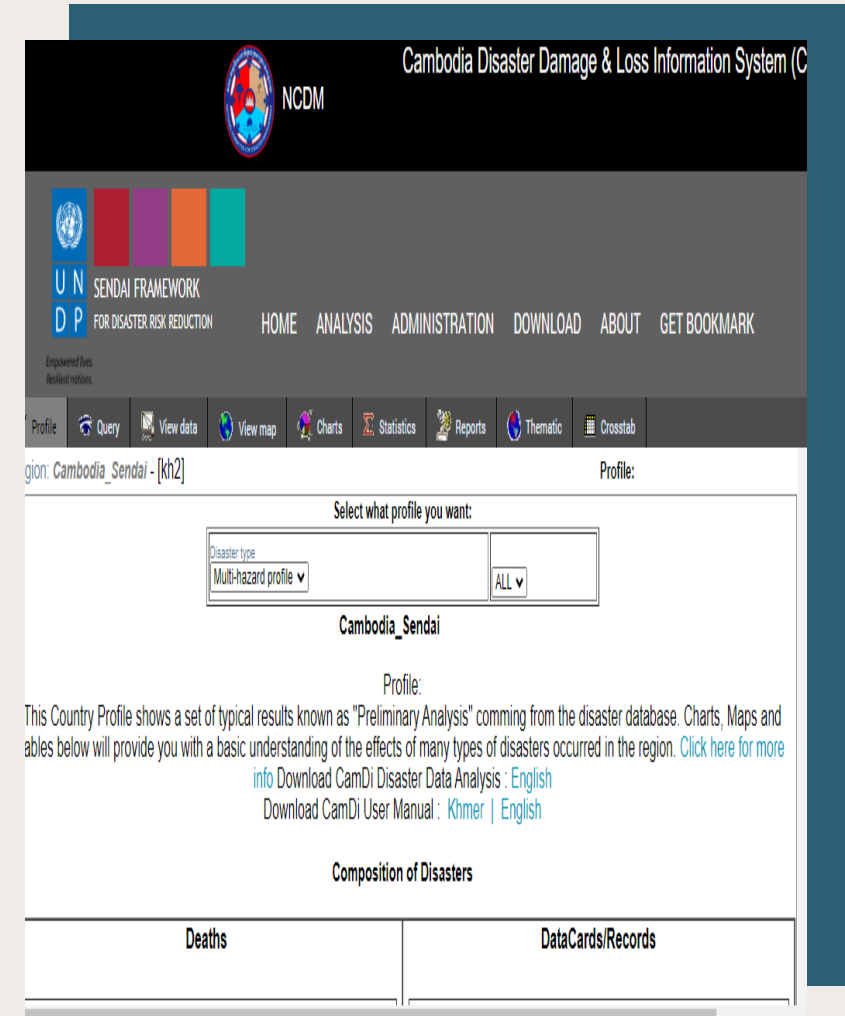 Cambodia Disaster Damage & Loss Information System (C
NCDM
U N
D P
SENDAI FRAMEWORK
FOR DISASTER RISK REDUCTION
Empowered lives.
Resilient nations.
HOME ANALYSIS ADMINISTRATION DOWNLOAD ABOUT GET BOOKMARK
Profile Query View data View map Charts Statistics Reports Thematic Crosstab
gion: Cambodia_Sendai - [kh2] Profile:
Select what profile you want:
Disaster type
Multi-hazard profile ALL
Cambodia_Sendai
Profile:
This Country Profile shows a set of typical results known as "Preliminary Analysis" comming from the disaster database. Charts, Maps and
ables below will provide you with a basic understanding of the effects of many types of disasters occurred in the region. Click here for more
info Download CamDi Disaster Data Analysis : English
Download CamDi User Manual : Khmer | English
Composition of Disasters
Deaths DataCards/Records